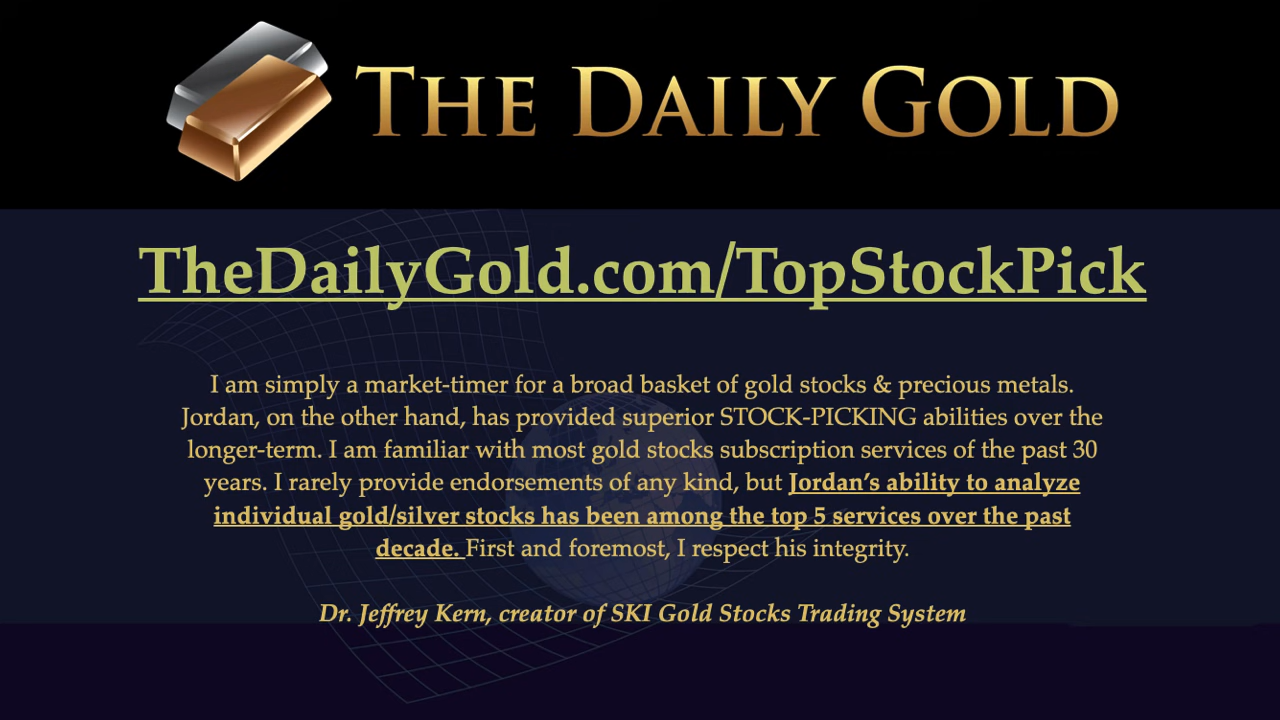 THE DAILY GOLD
TheDailyGold.com/TopStockPick
I am simply a market-timer for a broad basket of gold stocks & precious metals.
Jordan, on the other hand, has provided superior STOCK-PICKING abilities over the
longer-term. I am familiar with most gold stocks subscription services of the past 30
years. I rarely provide endorsements of any kind, but Jordan’s ability to analyze
individual gold/silver stocks has been among the top 5 services over the past
decade. First and foremost, I respect his integrity.
Dr. Jeffrey Kern, creator of SKI Gold Stocks Trading System